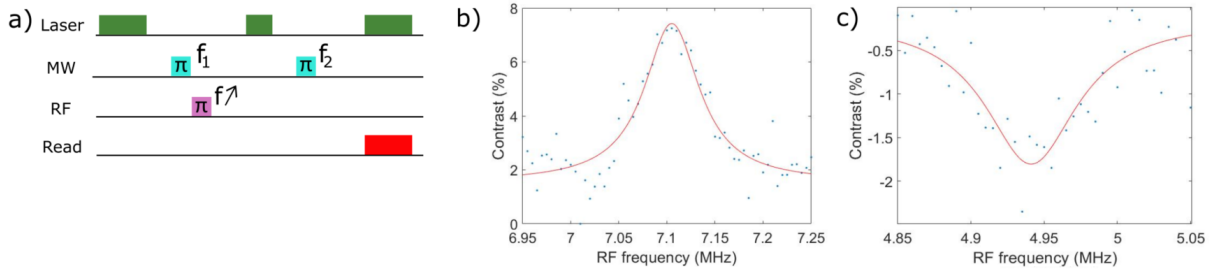 a)
Laser
MW
π f1
π f2
RF
π f↗
Read
b)
Contrast (%)
8
6
4
2
0
6.95 7 7.05 7.1 7.15 7.2 7.25
RF frequency (MHz)
c)
Contrast (%)
-0.5
-1
-1.5
-2
4.85 4.9 4.95 5 5.05
RF frequency (MHz)